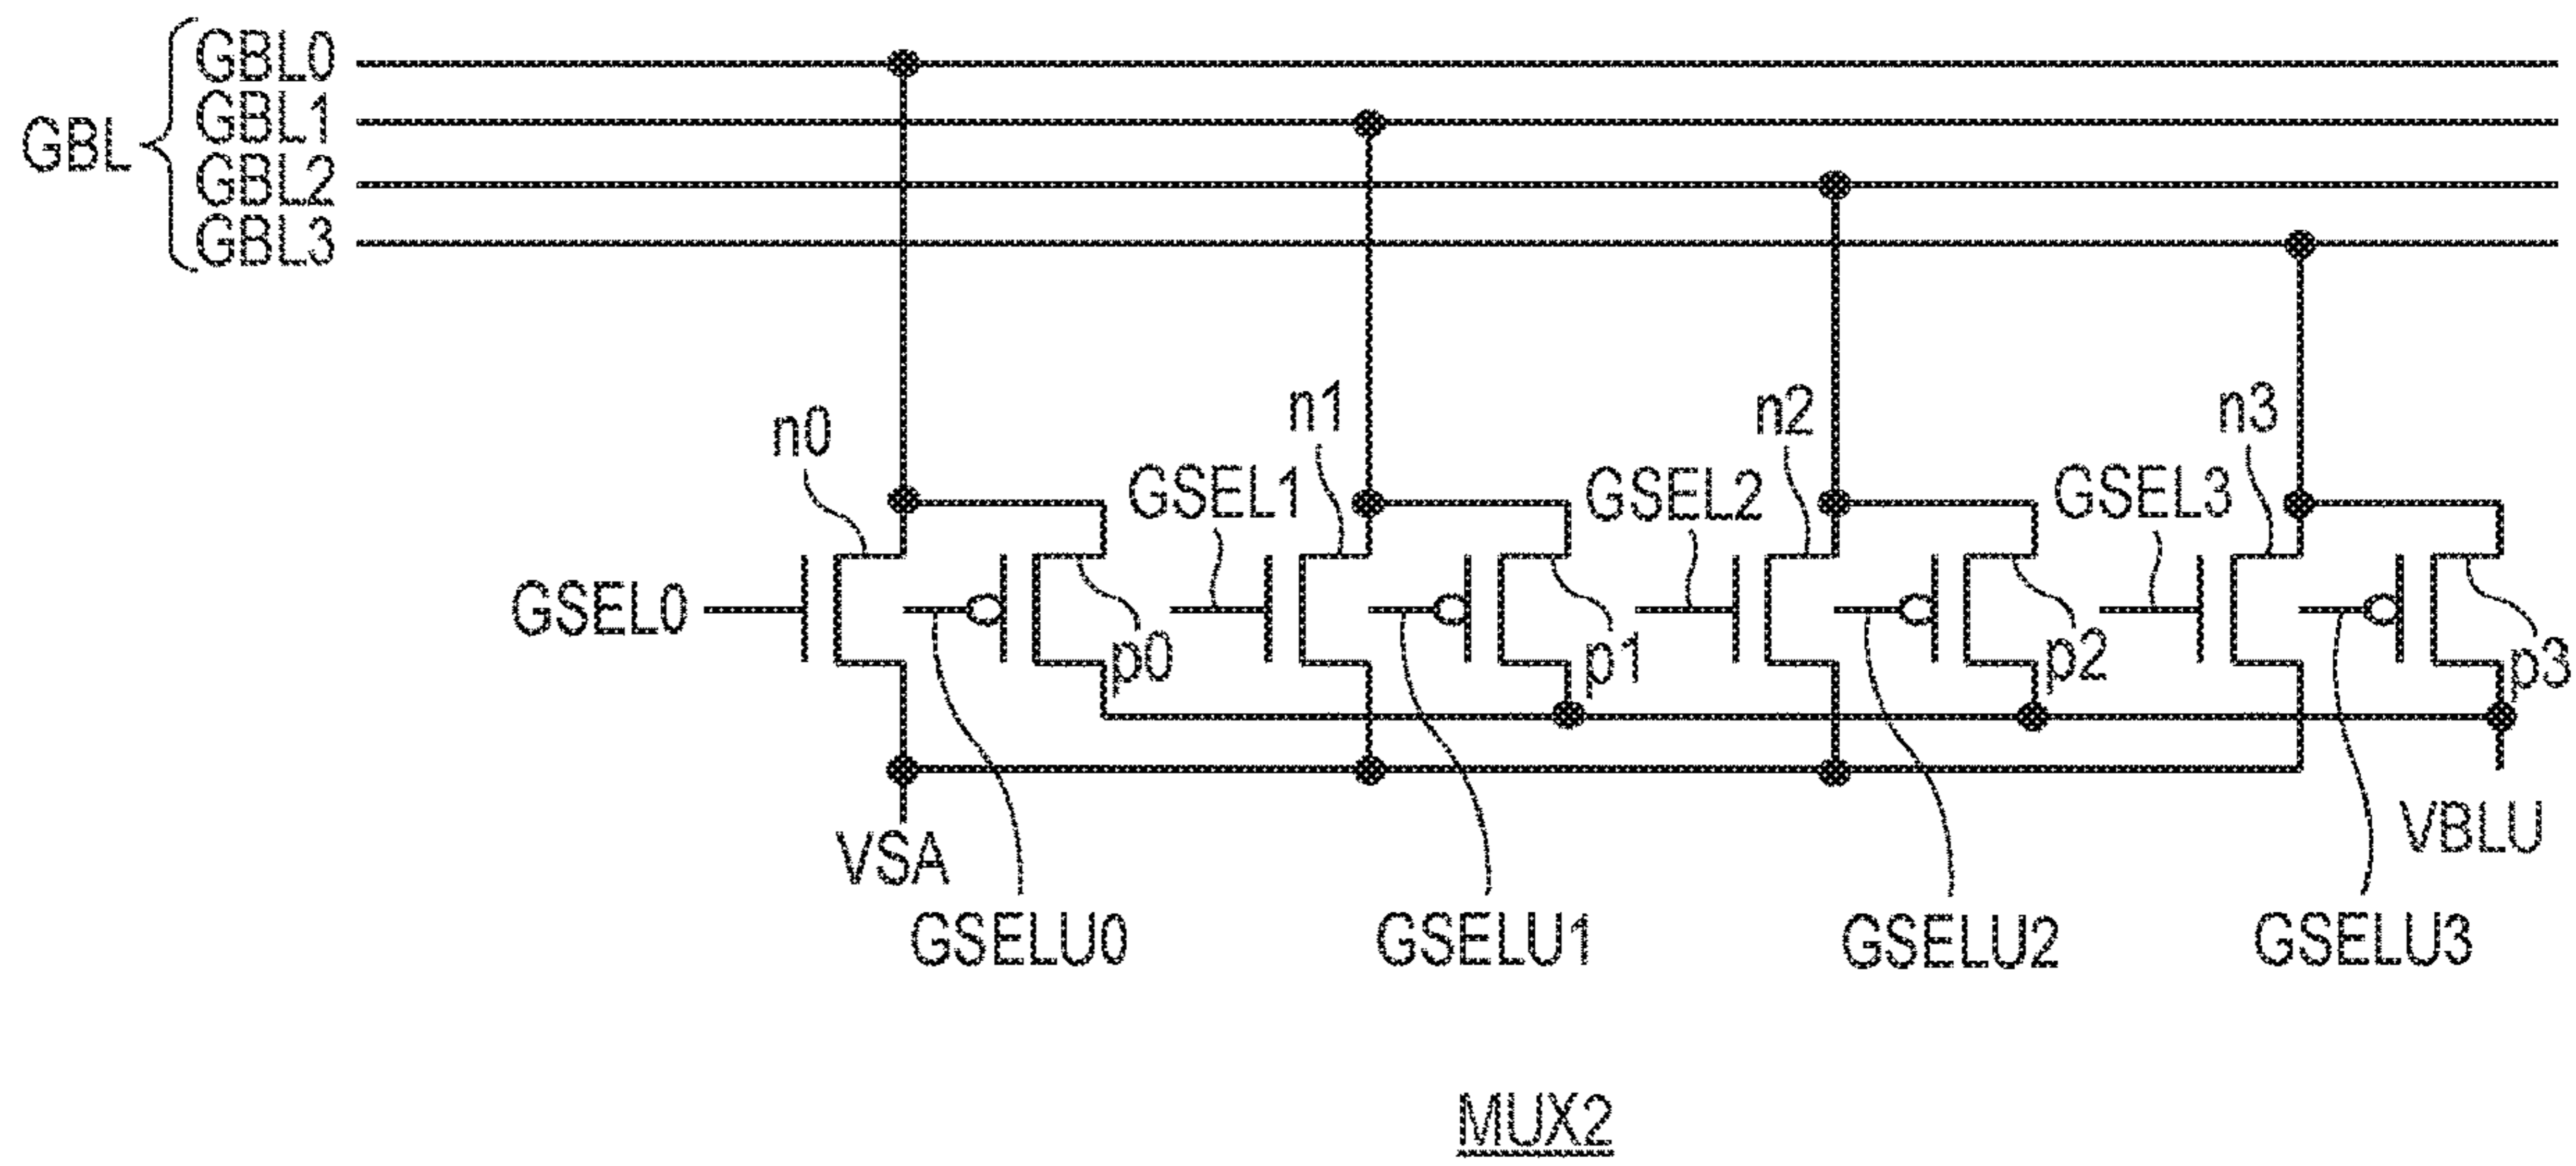 GBL
GBL0
GBL1
GBL2
GBL3
n0
n1
n2
n3
GSEL0
GSEL1
GSEL2
GSEL3
p0
p1
p2
p3
VSA
VBLU
GSELU0
GSELU1
GSELU2
GSELU3
MUX2